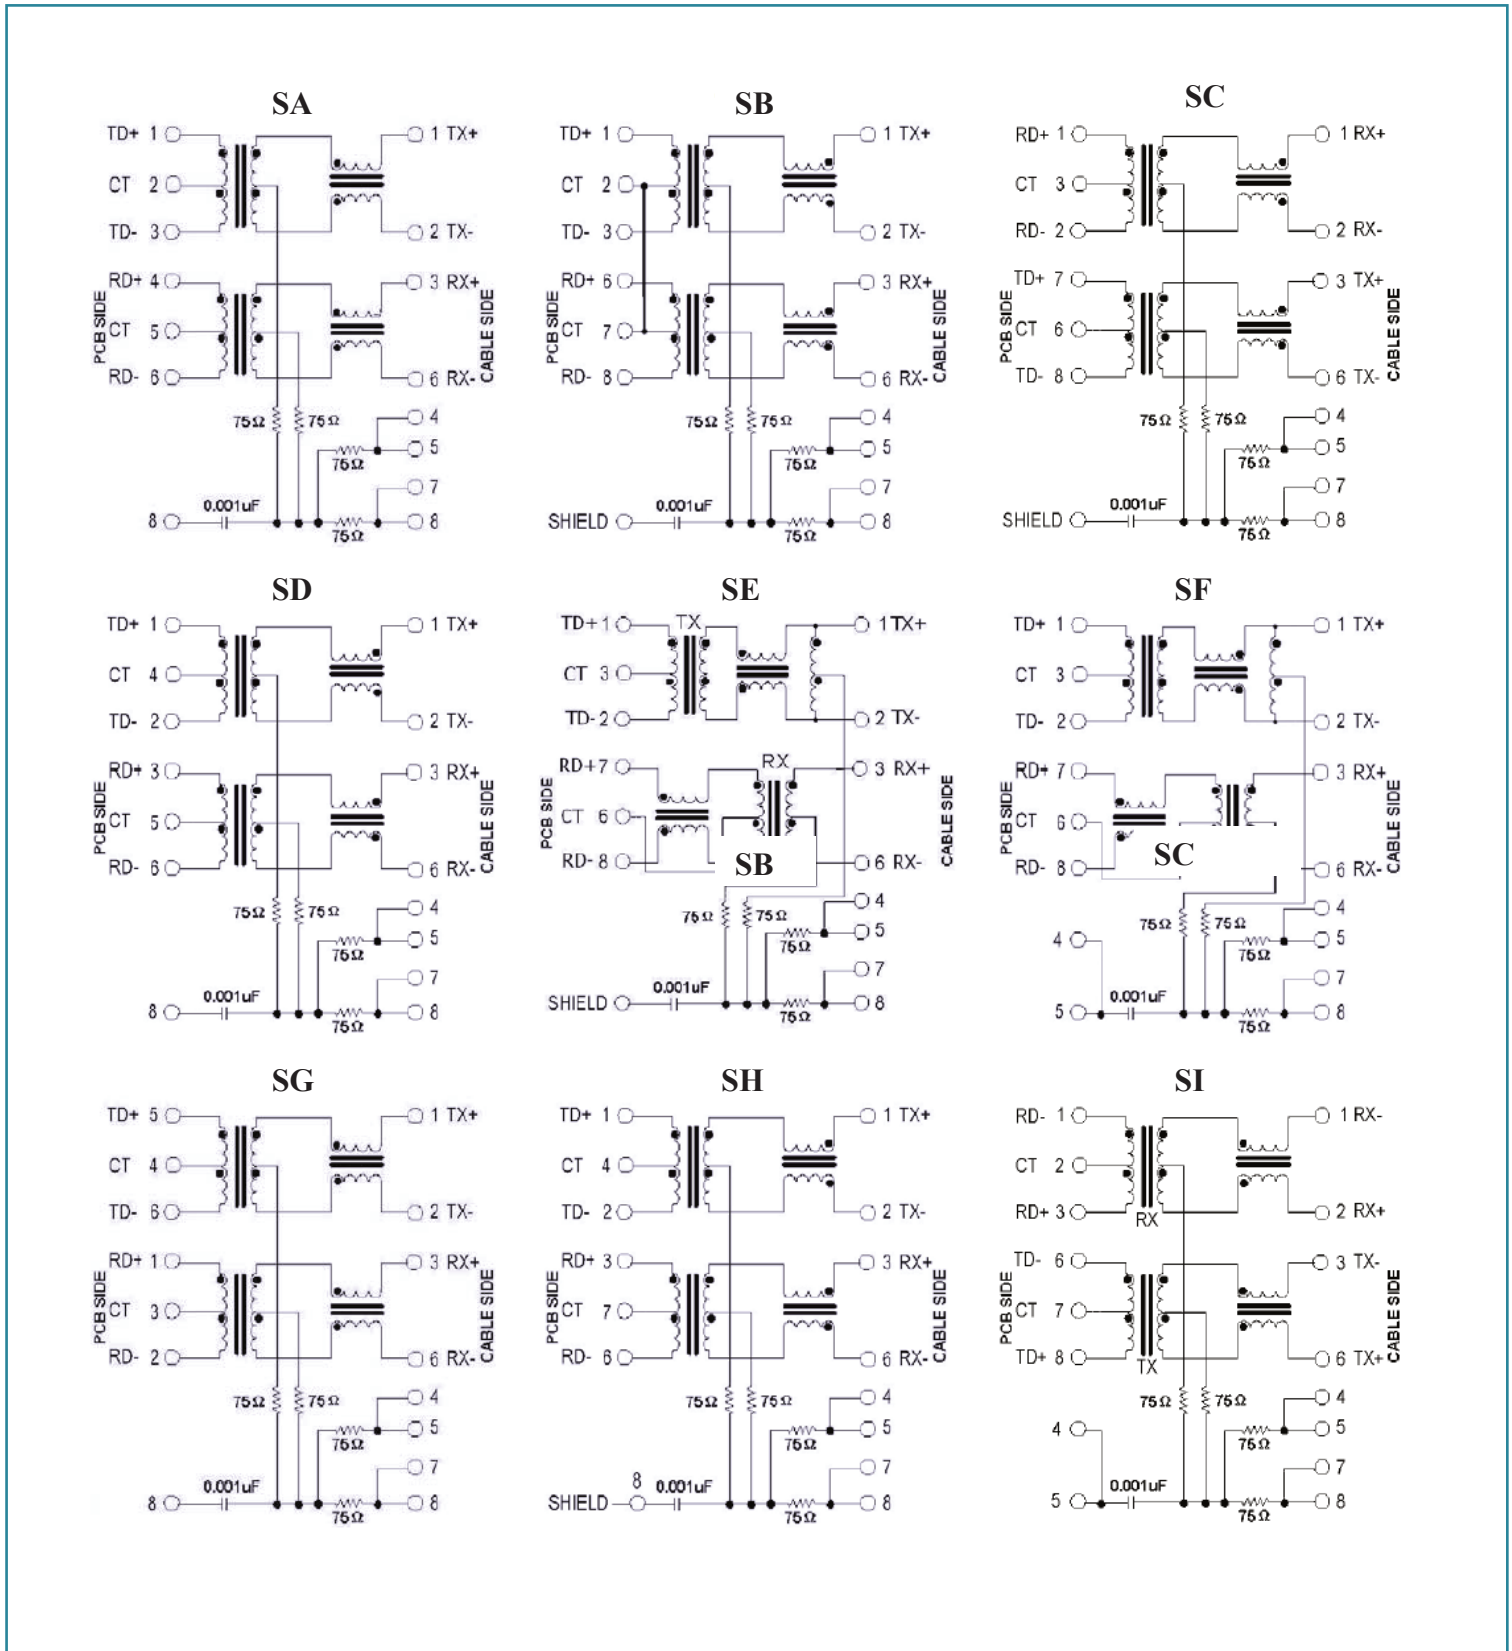 SA
TD+ 1
1 TX+
CT 2
TD- 3
2 TX-
RD+ 4
3 RX+
PCB SIDE
CT 5
CABLE SIDE
RD- 6
6 RX-
75Ω
75Ω
4
5
75Ω
7
0.001uF
8
8
75Ω
SB
TD+ 1
1 TX+
CT 2
TD- 3
2 TX-
RD+ 6
3 RX+
PCB SIDE
CT 7
CABLE SIDE
RD- 8
6 RX-
75Ω
75Ω
4
5
75Ω
7
0.001uF
SHIELD
8
75Ω
SC
RD+ 1
1 RX+
CT 3
RD- 2
2 RX-
TD+ 7
3 TX+
PCB SIDE
CT 6
CABLE SIDE
TD- 8
6 TX-
75Ω
75Ω
4
5
75Ω
7
0.001uF
SHIELD
8
75Ω
SD
TD+ 1
1 TX+
CT 4
TD- 2
2 TX-
RD+ 3
3 RX+
PCB SIDE
CT 5
CABLE SIDE
RD- 6
6 RX-
75Ω
75Ω
4
5
75Ω
7
0.001uF
8
8
75Ω
SE
TD+ 1
TX
1 TX+
CT 3
TD- 2
2 TX-
RD+ 7
RX
3 RX+
PCB SIDE
CT 6
CABLE SIDE
RD- 8
SB
6 RX-
75Ω
75Ω
4
5
75Ω
7
0.001uF
SHIELD
8
75Ω
SF
TD+ 1
1 TX+
CT 3
TD- 2
2 TX-
RD+ 7
3 RX+
PCB SIDE
CT 6
CABLE SIDE
RD- 8
SC
6 RX-
75Ω
75Ω
4
4
5
75Ω
7
0.001uF
5
8
75Ω
SG
TD+ 5
1 TX+
CT 4
TD- 6
2 TX-
RD+ 1
3 RX+
PCB SIDE
CT 3
CABLE SIDE
RD- 2
6 RX-
75Ω
75Ω
4
5
75Ω
7
0.001uF
8
8
75Ω
SH
TD+ 1
1 TX+
CT 4
TD- 2
2 TX-
RD+ 3
3 RX+
PCB SIDE
CT 7
CABLE SIDE
RD- 6
6 RX-
75Ω
75Ω
4
5
75Ω
7
8
0.001uF
SHIELD
8
75Ω
SI
RD- 1
1 RX-
CT 2
RD+ 3
RX
2 RX+
TD- 6
3 TX-
PCB SIDE
CT 7
CABLE SIDE
TD+ 8
TX
6 TX+
75Ω
75Ω
4
4
5
75Ω
7
0.001uF
5
8
75Ω